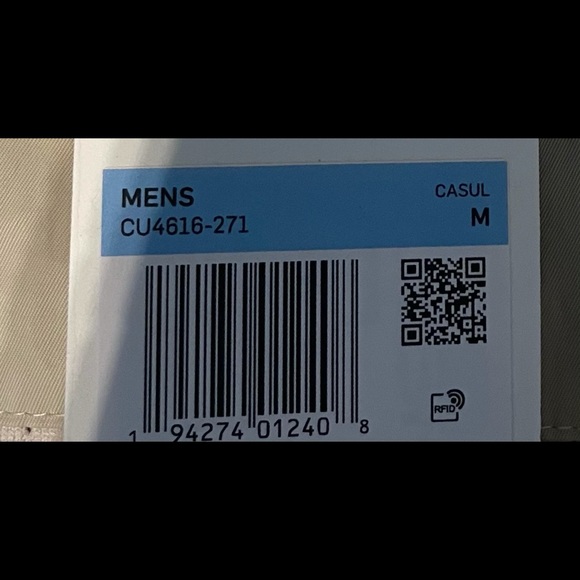 MENS
CASUL
CU4616-271
M
RFID
1 94274 01240 8